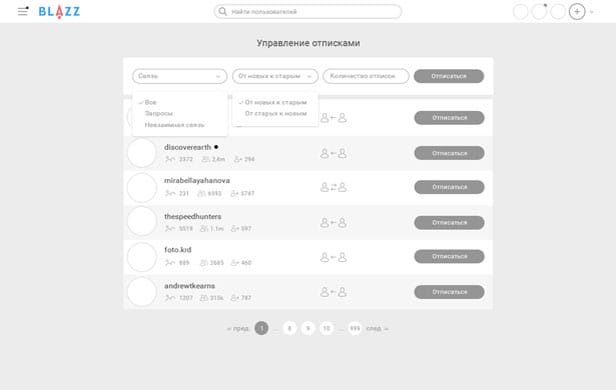 BLAZZ
Найти пользователей
Управление отписками
Связь
От новых к старым
Количество отписок
Отписаться
Все
Запросы
Невзаимная связь
От новых к старым
От старых к новым
Отписаться
discoverearth
2372 2,4m 294
Отписаться
mirabellayahanova
231 6593 5747
Отписаться
thespeedhunters
5519 1.1m 597
Отписаться
foto.krd
889 2685 460
Отписаться
andrewtkearns
1207 315k 787
Отписаться
« пред. 1 ... 8 9 10 ... 999 след. »